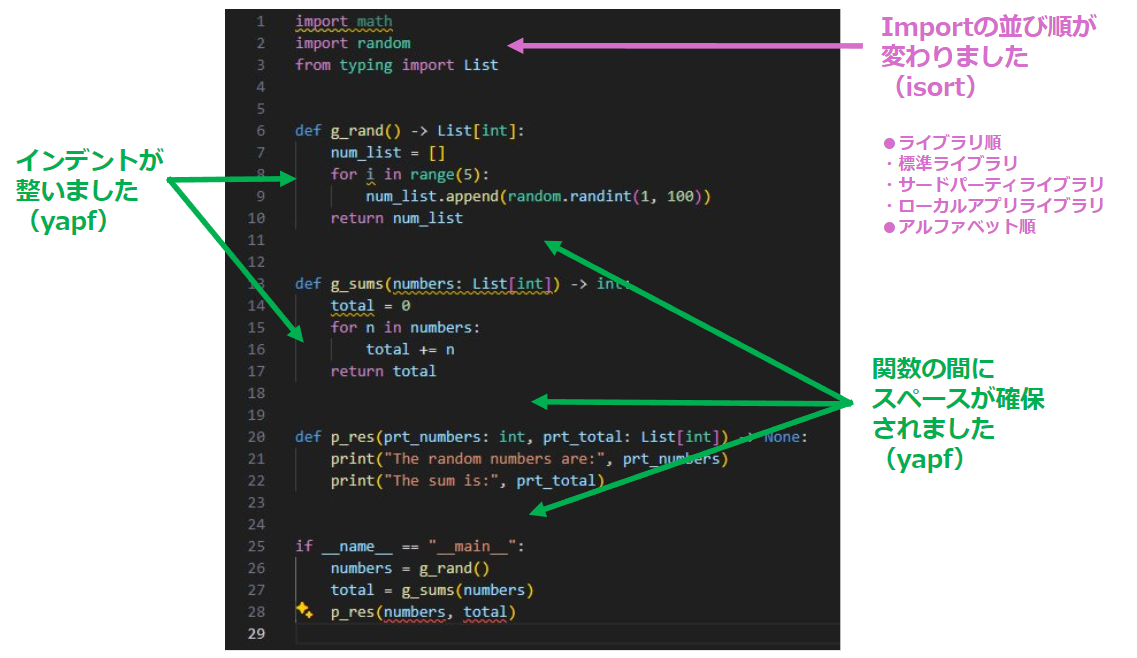 1 import math
2 import random
3 from typing import List
4
5
6 def g_rand() -> List[int]:
7 num_list = []
8 for i in range(5):
9 num_list.append(random.randint(1, 100))
10 return num_list
11
12
13 def g_sums(numbers: List[int]) -> int:
14 total = 0
15 for n in numbers:
16 total += n
17 return total
18
19
20 def p_res(prt_numbers: int, prt_total: List[int]) -> None:
21 print("The random numbers are:", prt_numbers)
22 print("The sum is:", prt_total)
23
24
25 if __name__ == "__main__":
26 numbers = g_rand()
27 total = g_sums(numbers)
28 p_res(numbers, total)
29
インデントが
整いました
（yapf）
Importの並び順が
変わりました
（isort）
●ライブラリ順
・標準ライブラリ
・サードパーティライブラリ
・ローカルアプリライブラリ
●アルファベット順
関数の間に
スペースが確保
されました
（yapf）